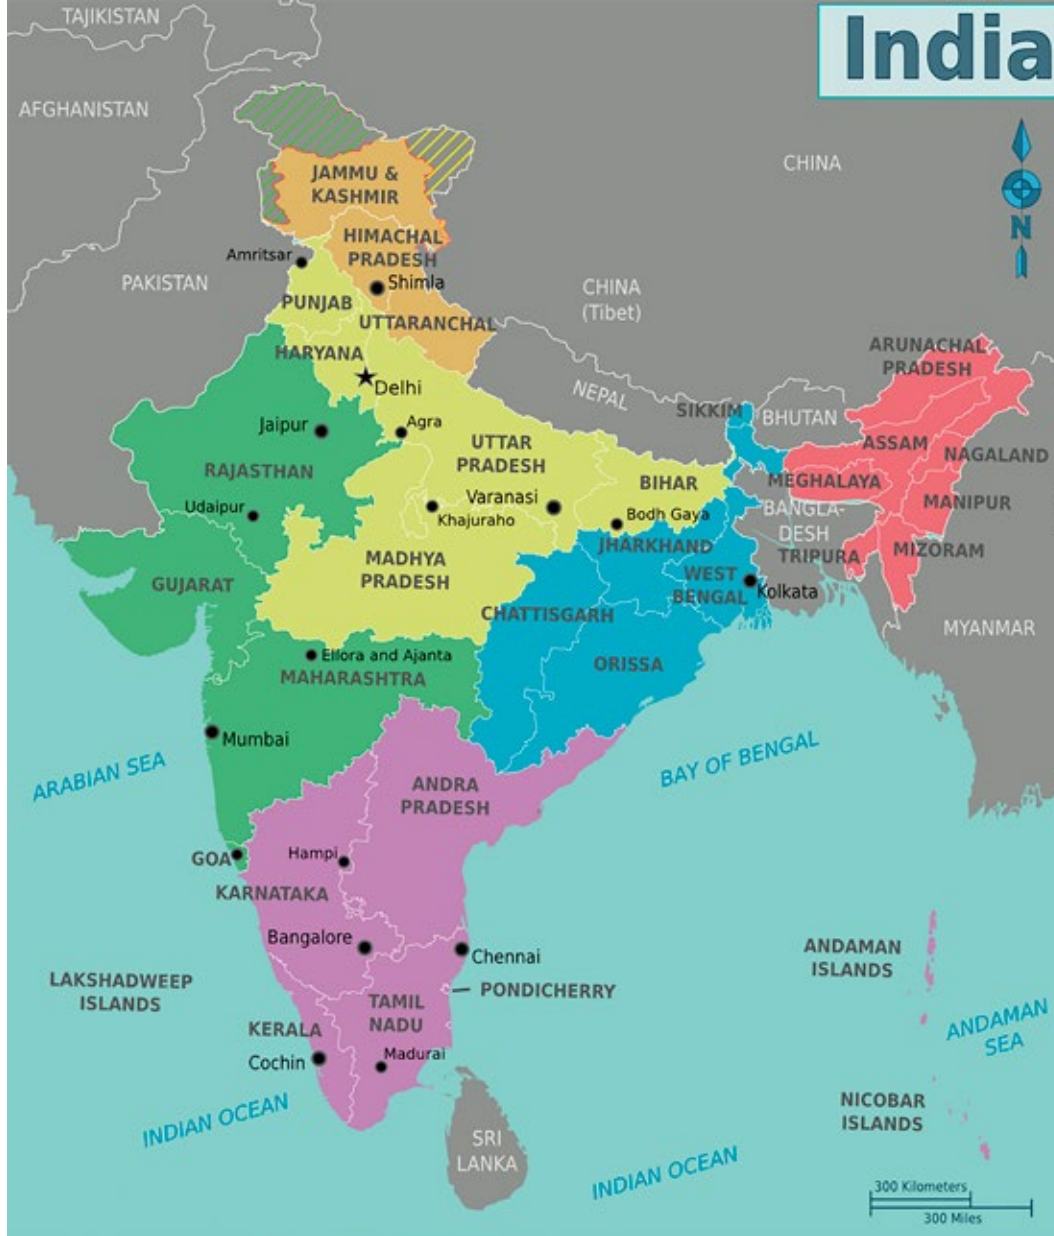 TAJIKISTAN
India
AFGHANISTAN
CHINA
JAMMU &
KASHMIR
N
HIMACHAL
PRADESH
Amritsar
PAKISTAN
Shimla
CHINA
(Tibet)
PUNJAB
UTTARANCHAL
HARYANA
ARUNACHAL
PRADESH
Delhi
NEPAL
SIKKIM
BHUTAN
Jaipur
Agra
UTTAR
PRADESH
ASSAM
NAGALAND
RAJASTHAN
BIHAR
MEGHALAYA
Varanasi
MANIPUR
Udaipur
Khajuraho
Bodh Gaya
BANGLA-
DESH
JHARKHAND
TRIPURA
MIZORAM
MADHYA
PRADESH
GUJARAT
WEST
BENGAL
Kolkata
CHATTISGARH
MYANMAR
Ellora and Ajanta
ORISSA
MAHARASHTRA
Mumbai
ARABIAN SEA
BAY OF BENGAL
ANDRA
PRADESH
GOA
Hampi
KARNATAKA
Bangalore
Chennai
ANDAMAN
ISLANDS
LAKSHADWEEP
ISLANDS
PONDICHERRY
TAMIL
NADU
KERALA
ANDAMAN
SEA
Cochin
Madurai
INDIAN OCEAN
NICOBAR
ISLANDS
SRI
LANKA
INDIAN OCEAN
300 Kilometers
300 Miles